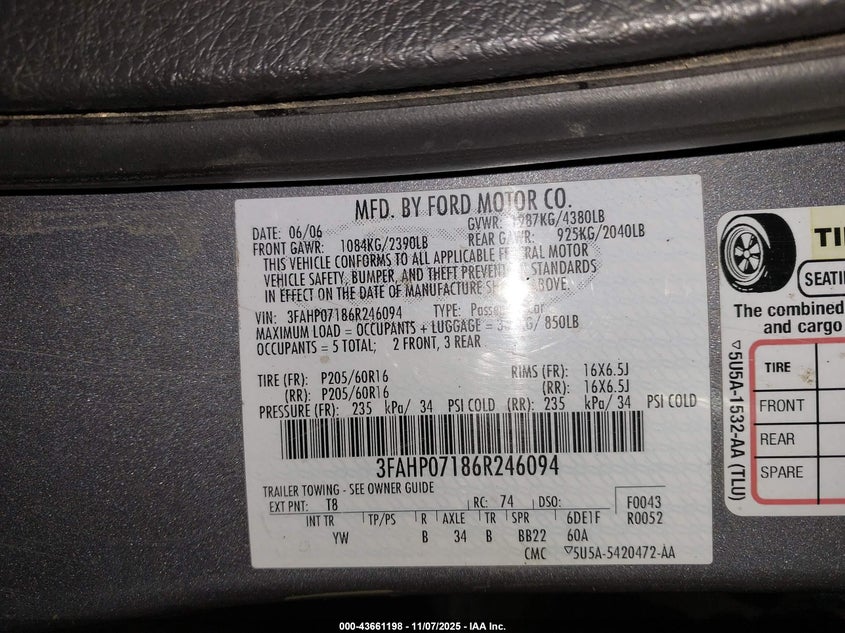 MFD. BY FORD MOTOR CO.
DATE: 06/06 GVWR: 1987KG/4380LB
FRONT GAWR: 1084KG/2390LB REAR GAWR: 925KG/2040LB
THIS VEHICLE CONFORMS TO ALL APPLICABLE FEDERAL MOTOR
VEHICLE SAFETY, BUMPER, AND THEFT PREVENTION STANDARDS
IN EFFECT ON THE DATE OF MANUFACTURE SHOWN ABOVE.
VIN: 3FAHP07186R246094 TYPE: Passenger Car
MAXIMUM LOAD = OCCUPANTS + LUGGAGE = KG/ 850LB
OCCUPANTS = 5 TOTAL; 2 FRONT, 3 REAR
TIRE (FR): P205/60R16 RIMS (FR): 16X6.5J
(RR): P205/60R16 (RR): 16X6.5J
PRESSURE (FR): 235 kPa/ 34 PSI COLD (RR): 235 kPa/ 34 PSI COLD
3FAHP07186R246094
TRAILER TOWING - SEE OWNER GUIDE
EXT PNT: T8 RC: 74 DSO: F0043
INT TR TP/PS R AXLE TR SPR 6DE1F R0052
YW B 34 B BB22 60A
CMC ▽5U5A-5420472-AA
TI
SEATI
The combined
and cargo
TIRE
FRONT
REAR
SPARE
▽5U5A-1532-AA (TLU)
000-43661198 - 11/07/2025 - IAA Inc.